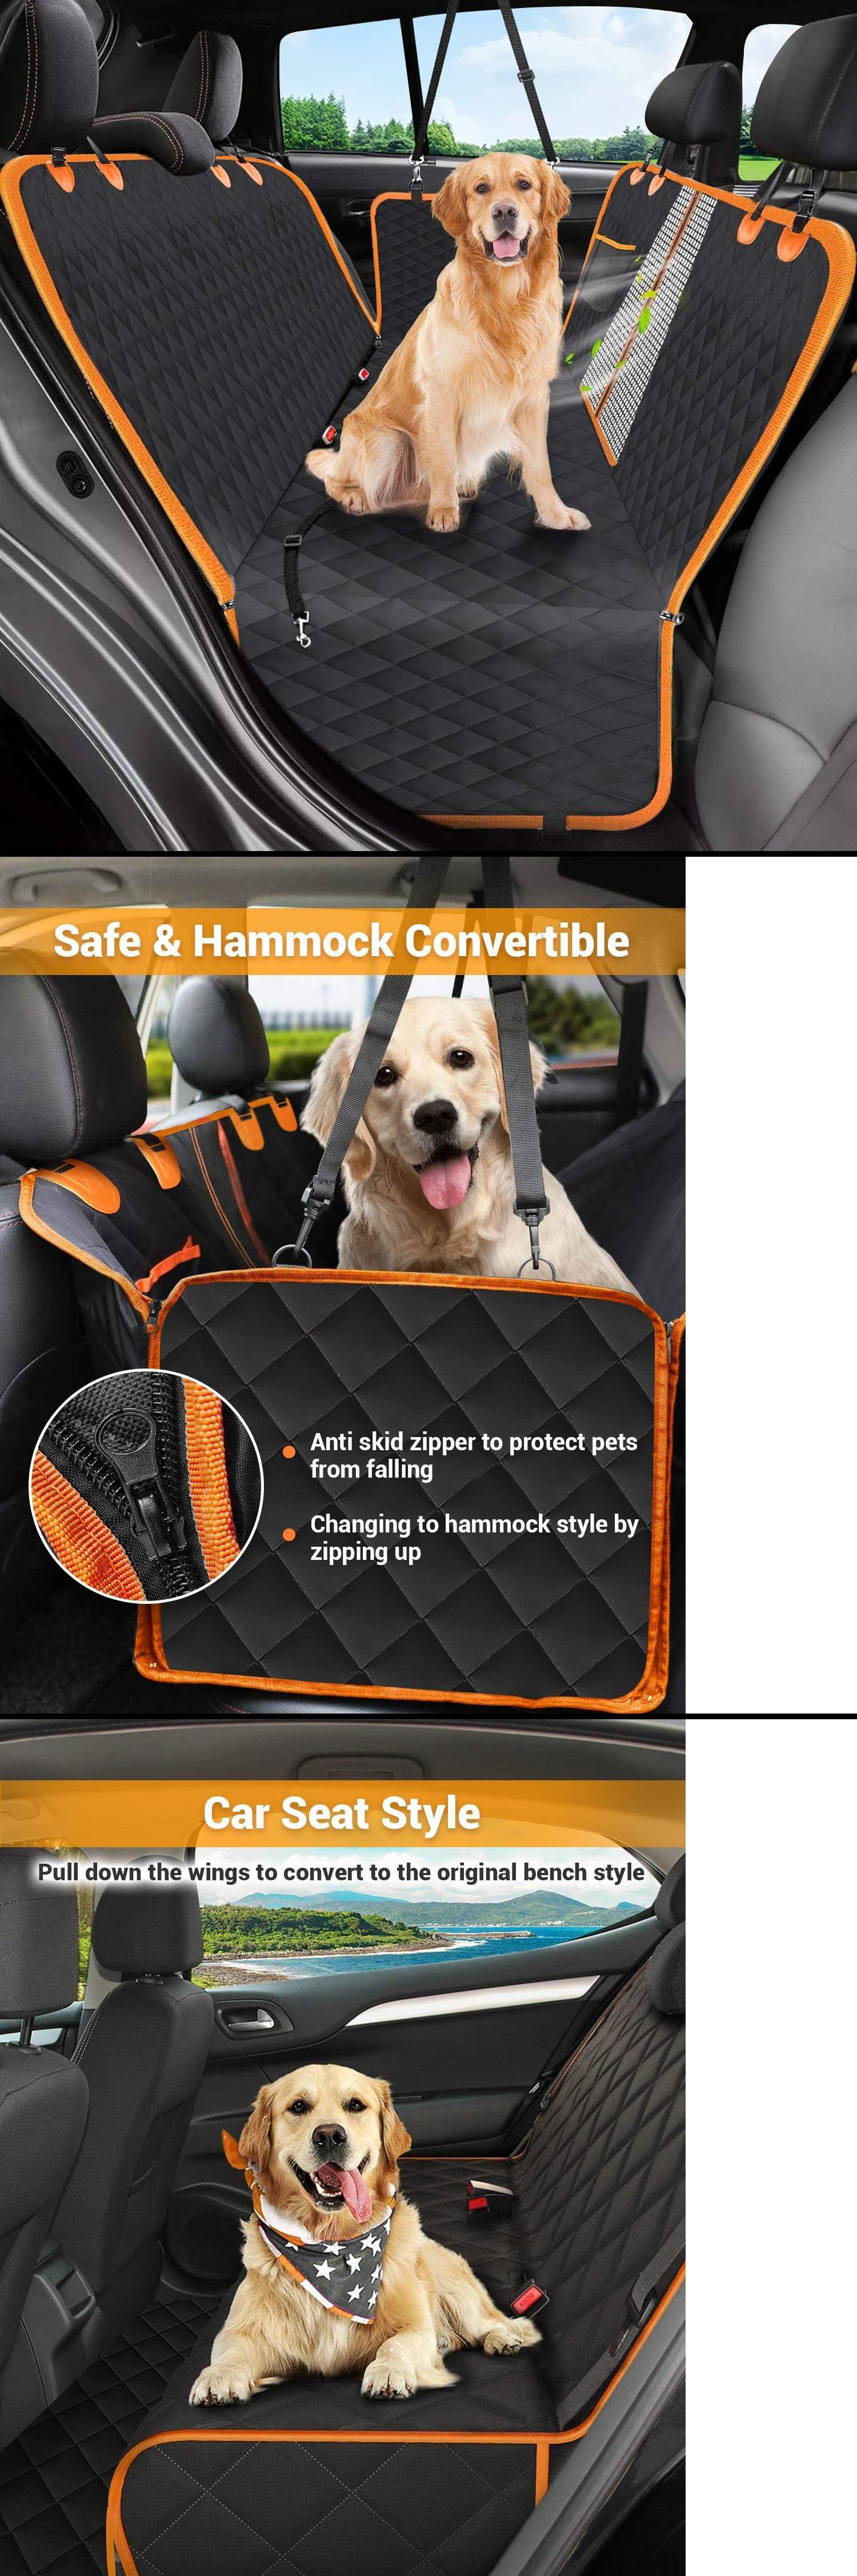 Safe & Hammock Convertible
Anti skid zipper to protect pets
from falling
Changing to hammock style by
zipping up
Car Seat Style
Pull down the wings to convert to the original bench style